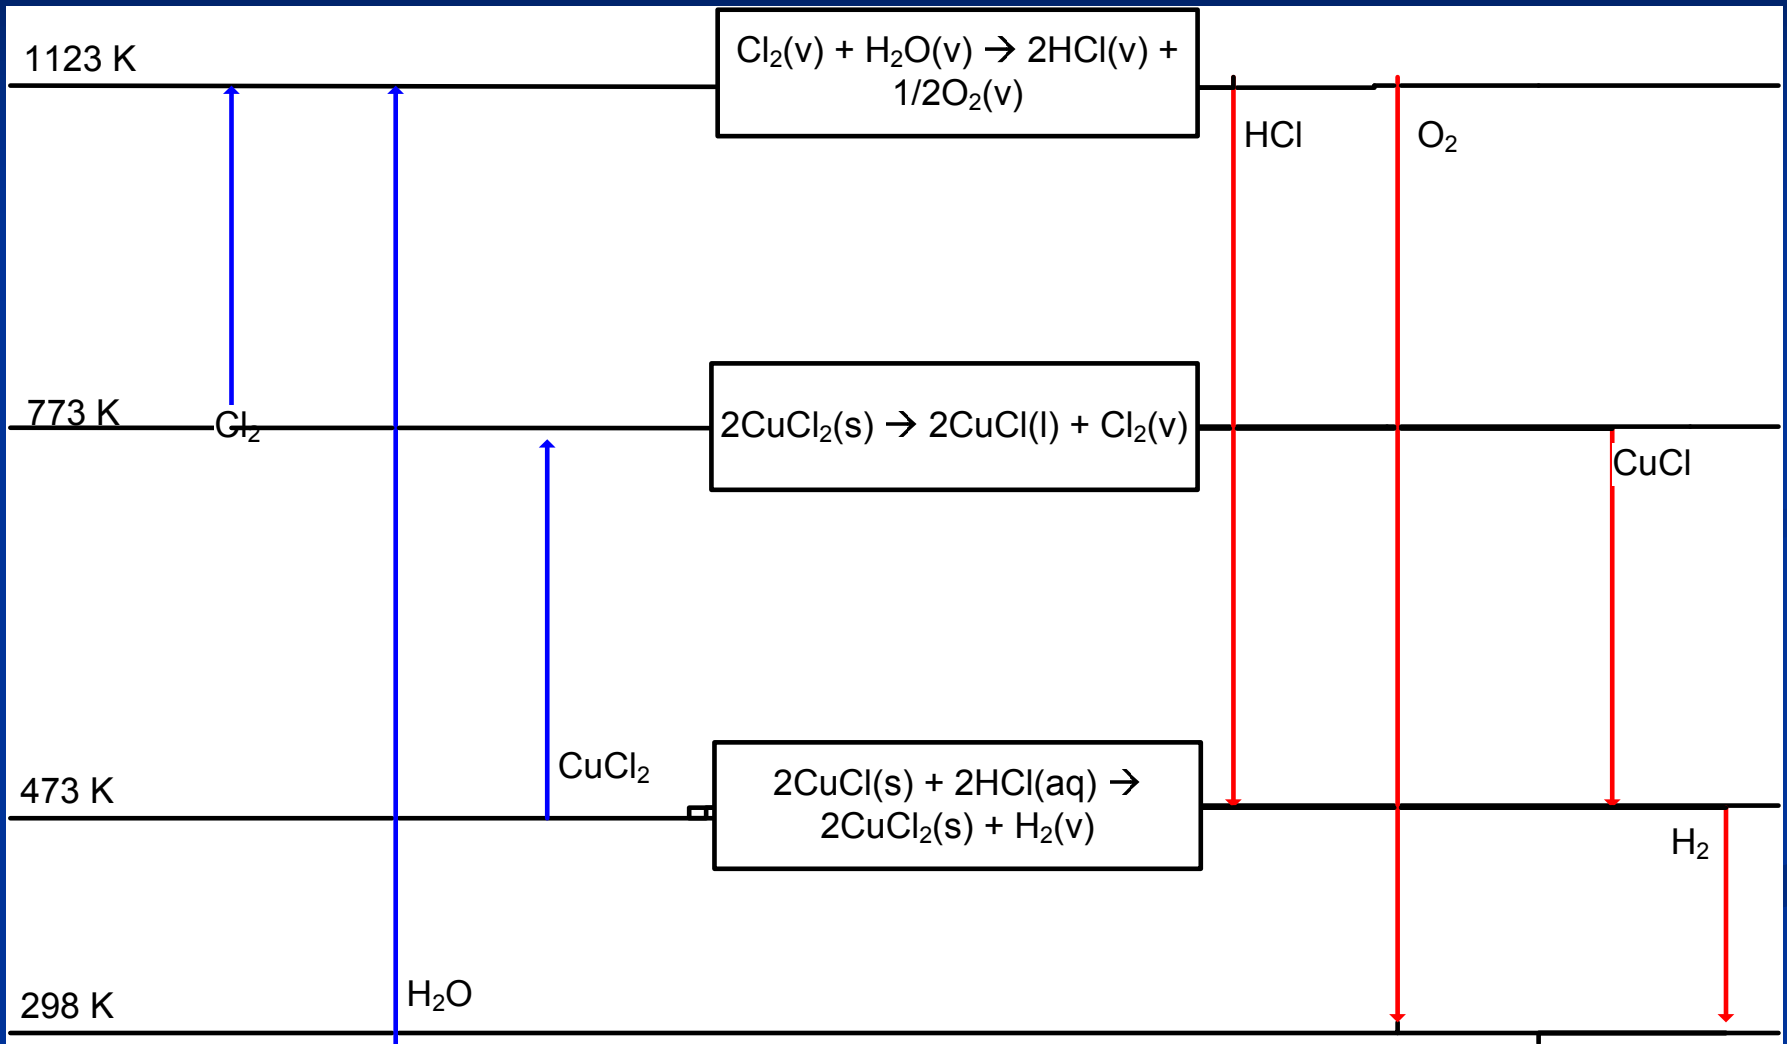 1123 K
Cl₂(v) + H₂O(v) → 2HCl(v) +
1/2O₂(v)
HCl
O₂
773 K
Cl₂
2CuCl₂(s) → 2CuCl(l) + Cl₂(v)
CuCl
CuCl₂
473 K
2CuCl(s) + 2HCl(aq) →
2CuCl₂(s) + H₂(v)
H₂
298 K
H₂O